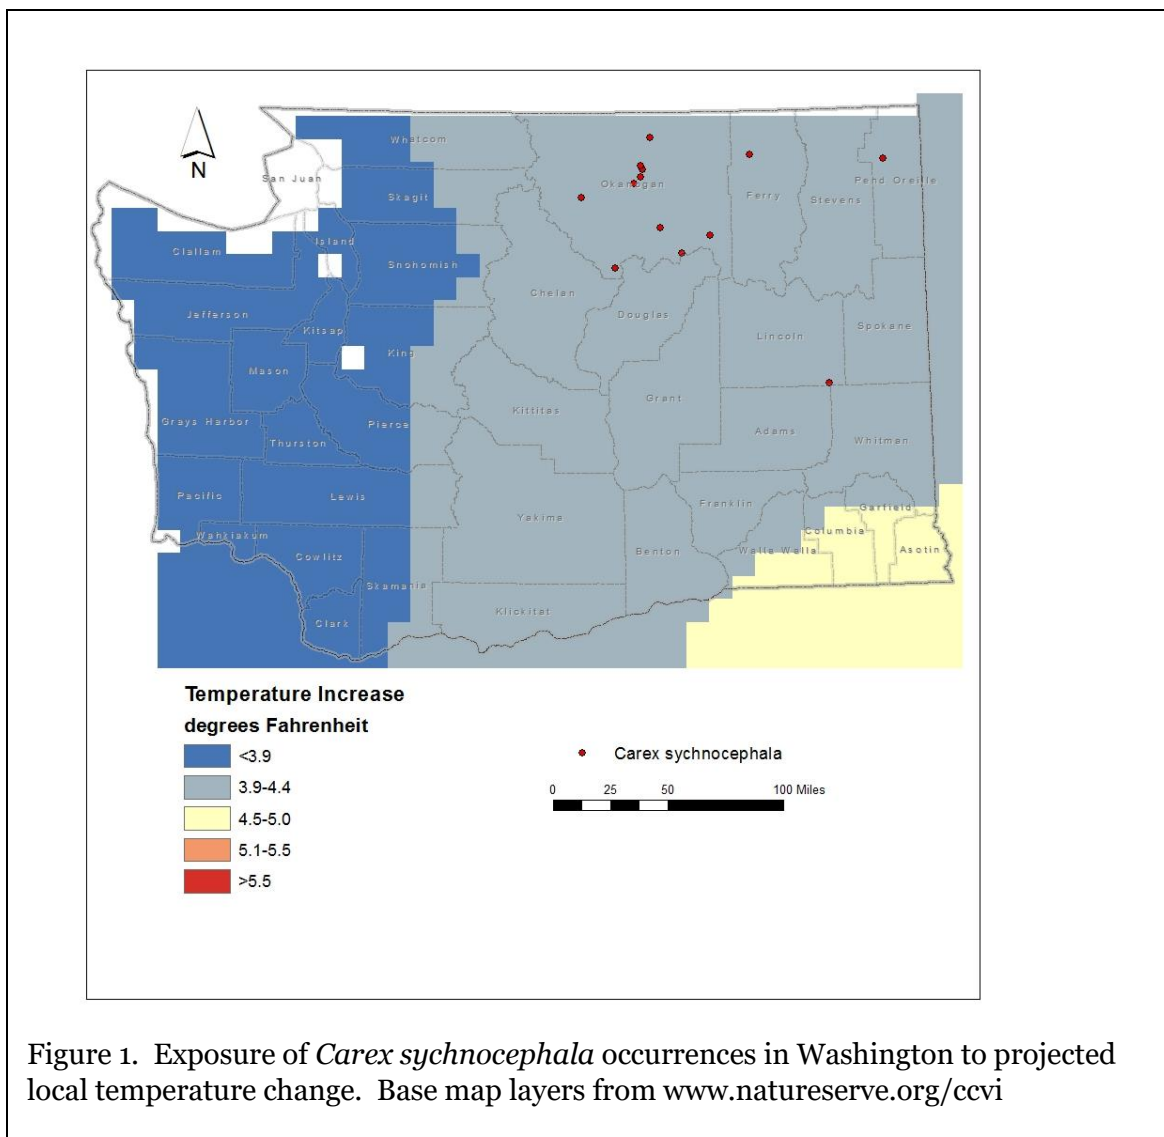 N
Whatcom
San Juan
Skagit
Okanogan
Ferry
Stevens
Pend Oreille
Island
Clallam
Snohomish
Chelan
Jefferson
Douglas
Kitsap
Lincoln
Spokane
King
Mason
Grant
Kittitas
Grays Harbor
Pierce
Thurston
Adams
Whitman
Pacific
Lewis
Franklin
Garfield
Yakima
Columbia
Wahkiakum
Cowlitz
Benton
Walla Walla
Asotin
Skamania
Klickitat
Clark
Temperature Increase
degrees Fahrenheit
<3.9
3.9-4.4
4.5-5.0
5.1-5.5
>5.5
Carex sychnocephala
0 25 50 100 Miles
Figure 1. Exposure of Carex sychnocephala occurrences in Washington to projected
local temperature change. Base map layers from www.natureserve.org/ccvi